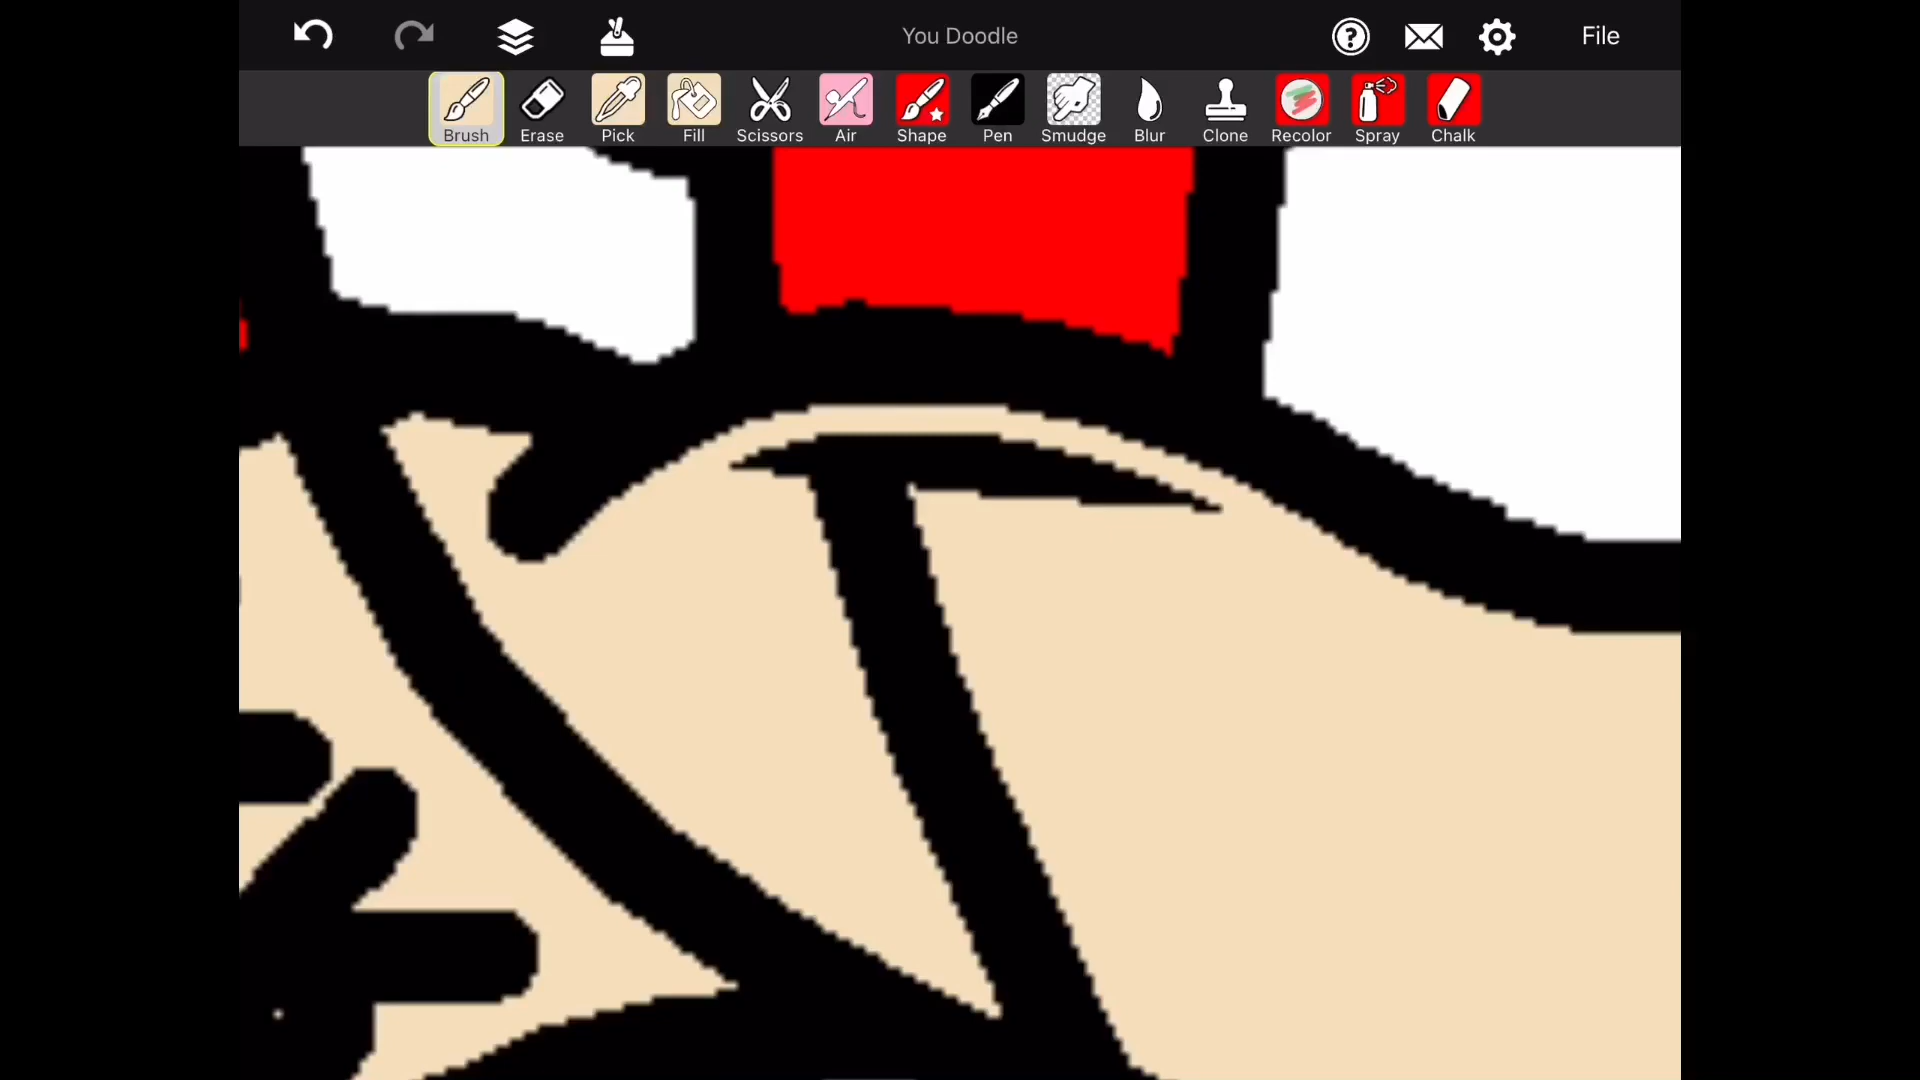 You Doodle
File
Brush Erase Pick Fill Scissors Air Shape Pen Smudge Blur Clone Recolor Spray Chalk